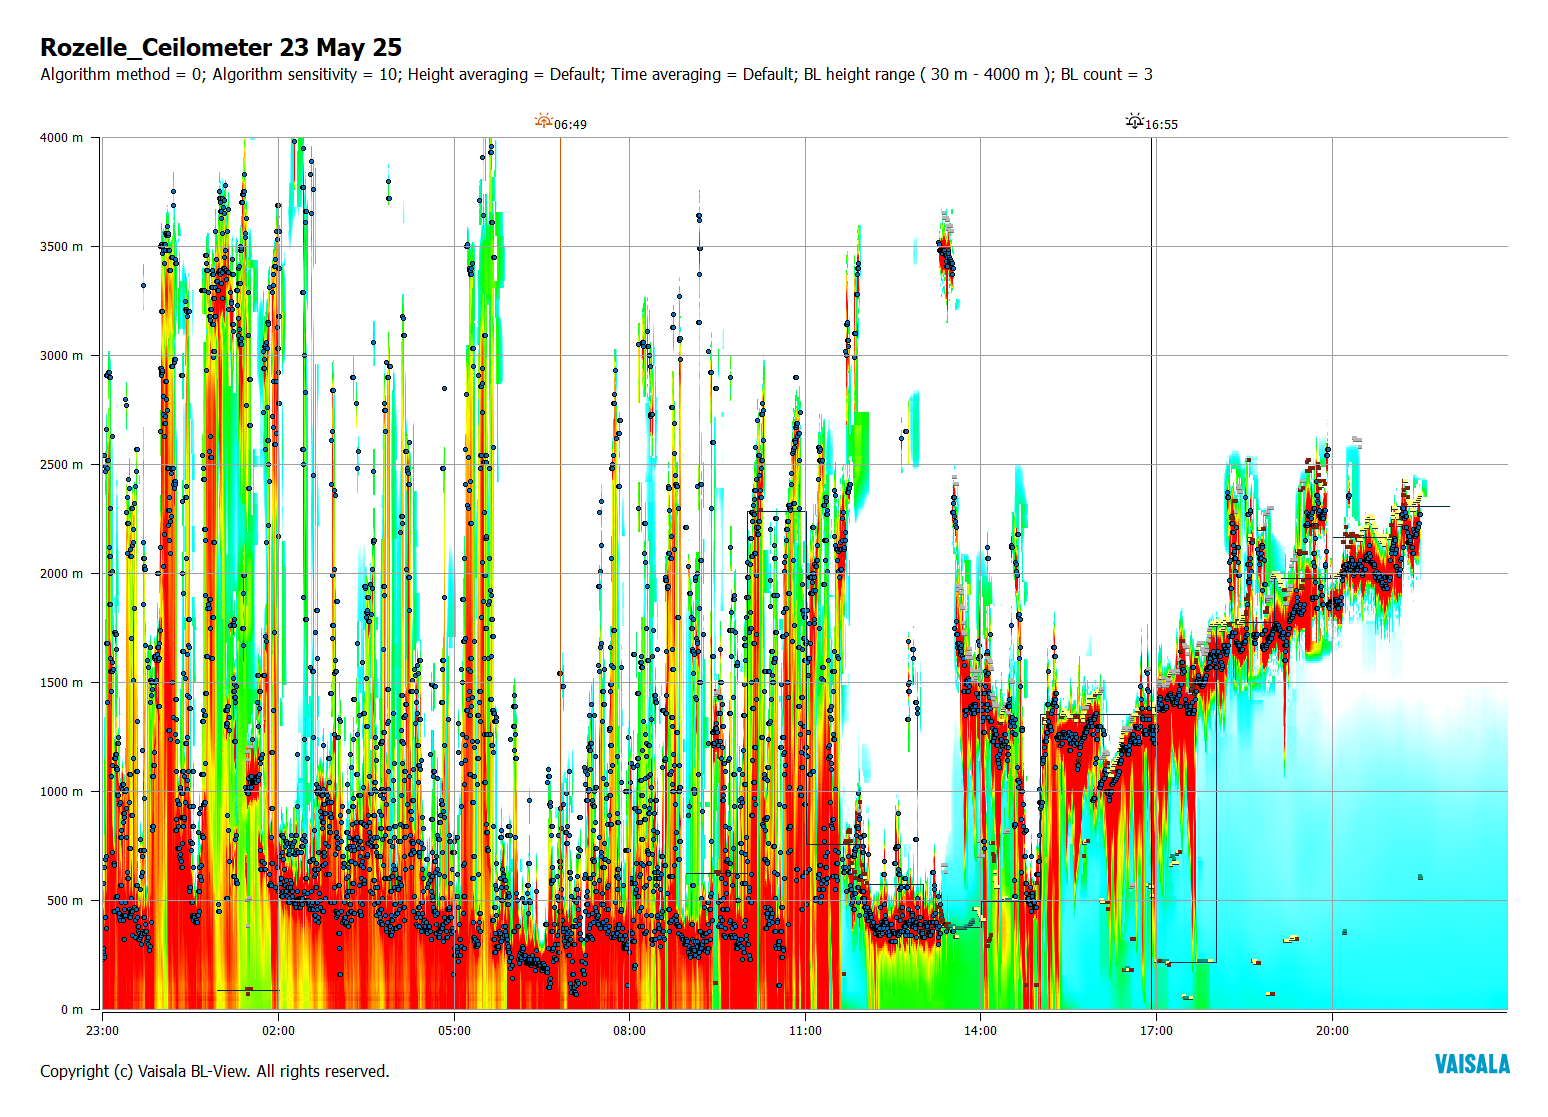 Rozelle_Ceilometer 23 May 25
Algorithm method = 0; Algorithm sensitivity = 10; Height averaging = Default; Time averaging = Default; BL height range ( 30 m - 4000 m ); BL count = 3
06:49
16:55
4000 m
3500 m
3000 m
2500 m
2000 m
1500 m
1000 m
500 m
0 m
23:00
02:00
05:00
08:00
11:00
14:00
17:00
20:00
Copyright (c) Vaisala BL-View. All rights reserved.
VAISALA